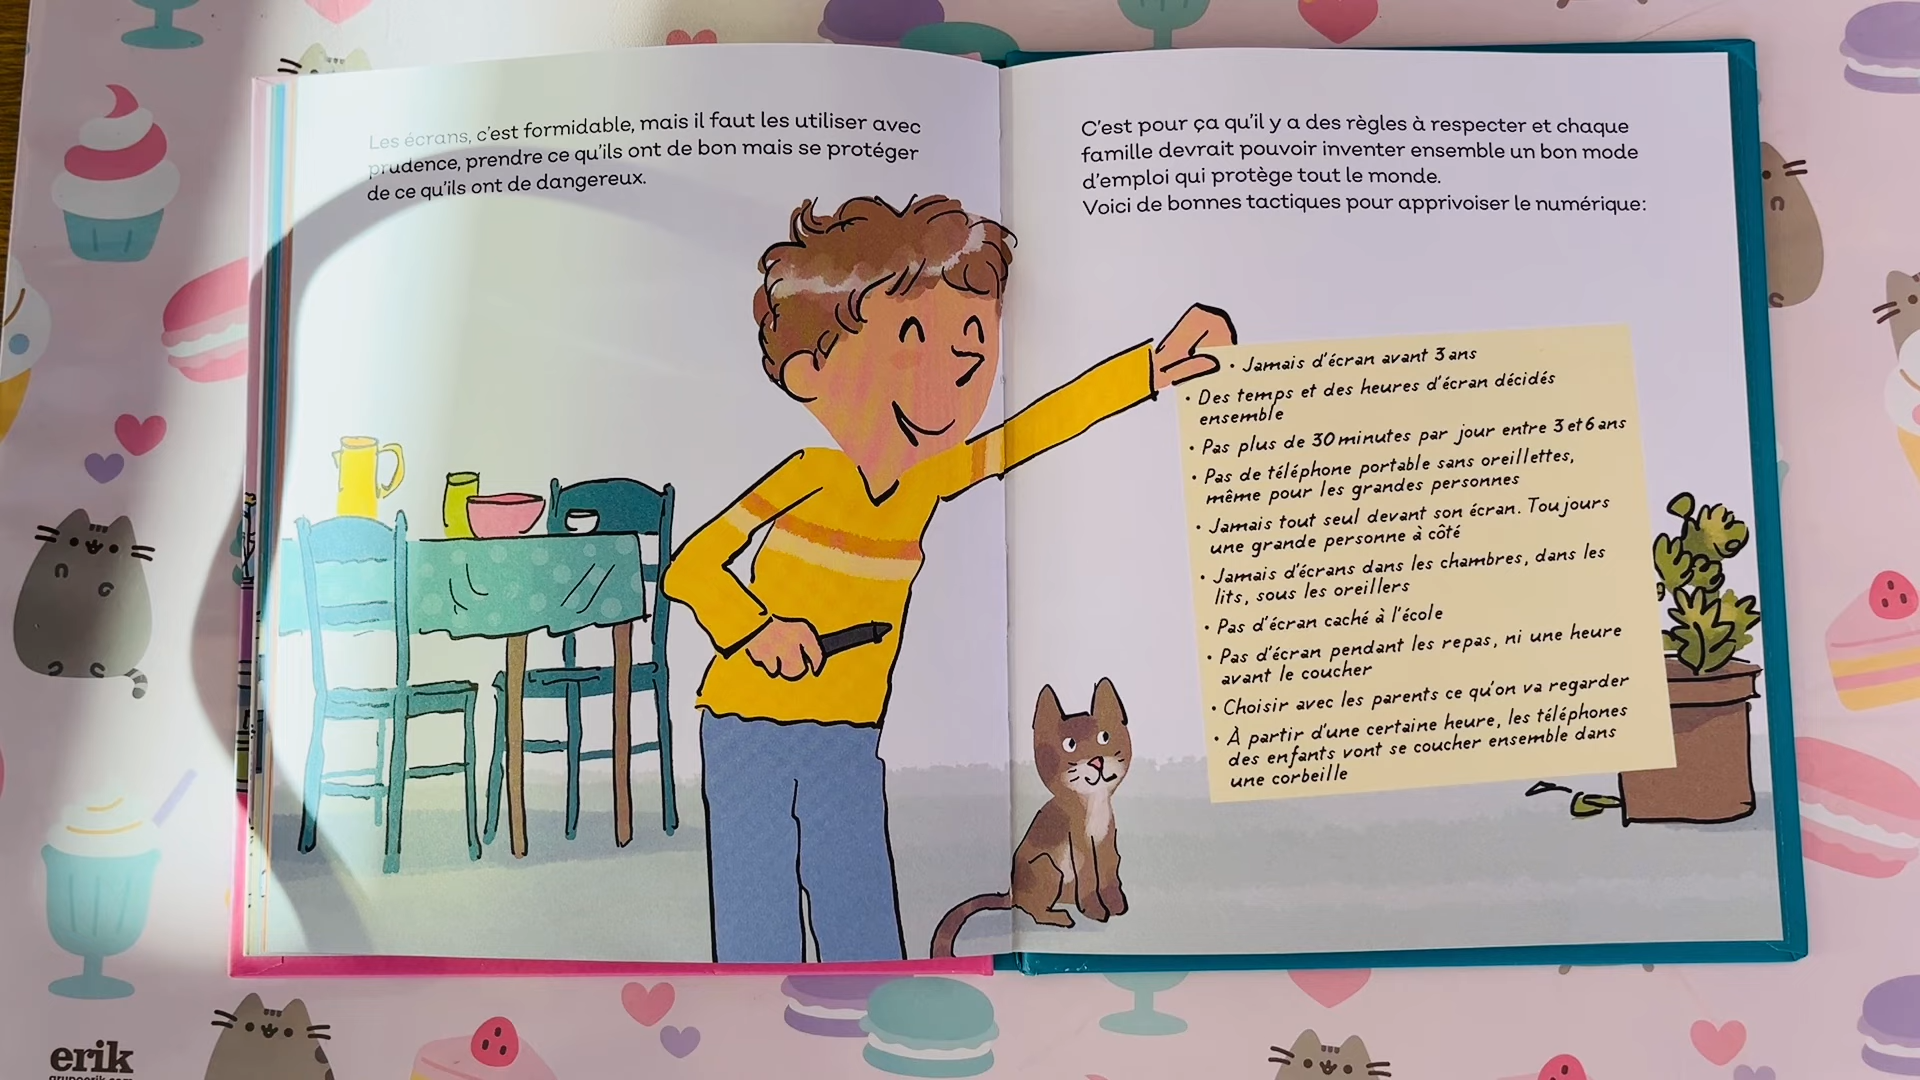 Les écrans, c'est formidable, mais il faut les utiliser avec
prudence, prendre ce qu'ils ont de bon mais se protéger
de ce qu'ils ont de dangereux.
C'est pour ça qu'il y a des règles à respecter et chaque
famille devrait pouvoir inventer ensemble un bon mode
d'emploi qui protège tout le monde.
Voici de bonnes tactiques pour apprivoiser le numérique:
• Jamais d'écran avant 3 ans
• Des temps et des heures d'écran décidés
ensemble
• Pas plus de 30 minutes par jour entre 3 et 6 ans
• Pas de téléphone portable sans oreillettes,
même pour les grandes personnes
• Jamais tout seul devant son écran. Toujours
une grande personne à côté
• Jamais d'écrans dans les chambres, dans les
lits, sous les oreillers
• Pas d'écran caché à l'école
• Pas d'écran pendant les repas, ni une heure
avant le coucher
• Choisir avec les parents ce qu'on va regarder
• À partir d'une certaine heure, les téléphones
des enfants vont se coucher ensemble dans
une corbeille
erik